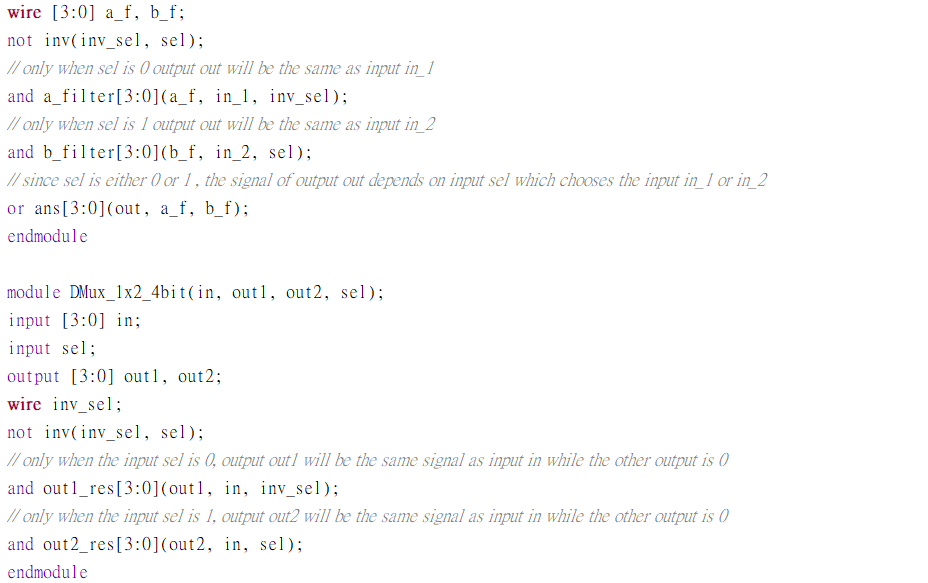 wire [3:0] a_f, b_f;
not inv(inv_sel, sel);
// only when sel is 0 output out will be the same as input in_1
and a_filter[3:0](a_f, in_1, inv_sel);
// only when sel is 1 output out will be the same as input in_2
and b_filter[3:0](b_f, in_2, sel);
// since sel is either 0 or 1 , the signal of output out depends on input sel which chooses the input in_1 or in_2
or ans[3:0](out, a_f, b_f);
endmodule

module DMux_1x2_4bit(in, out1, out2, sel);
input [3:0] in;
input sel;
output [3:0] out1, out2;
wire inv_sel;
not inv(inv_sel, sel);
// only when the input sel is 0, output out1 will be the same signal as input in while the other output is 0
and out1_res[3:0](out1, in, inv_sel);
// only when the input sel is 1, output out2 will be the same signal as input in while the other output is 0
and out2_res[3:0](out2, in, sel);
endmodule